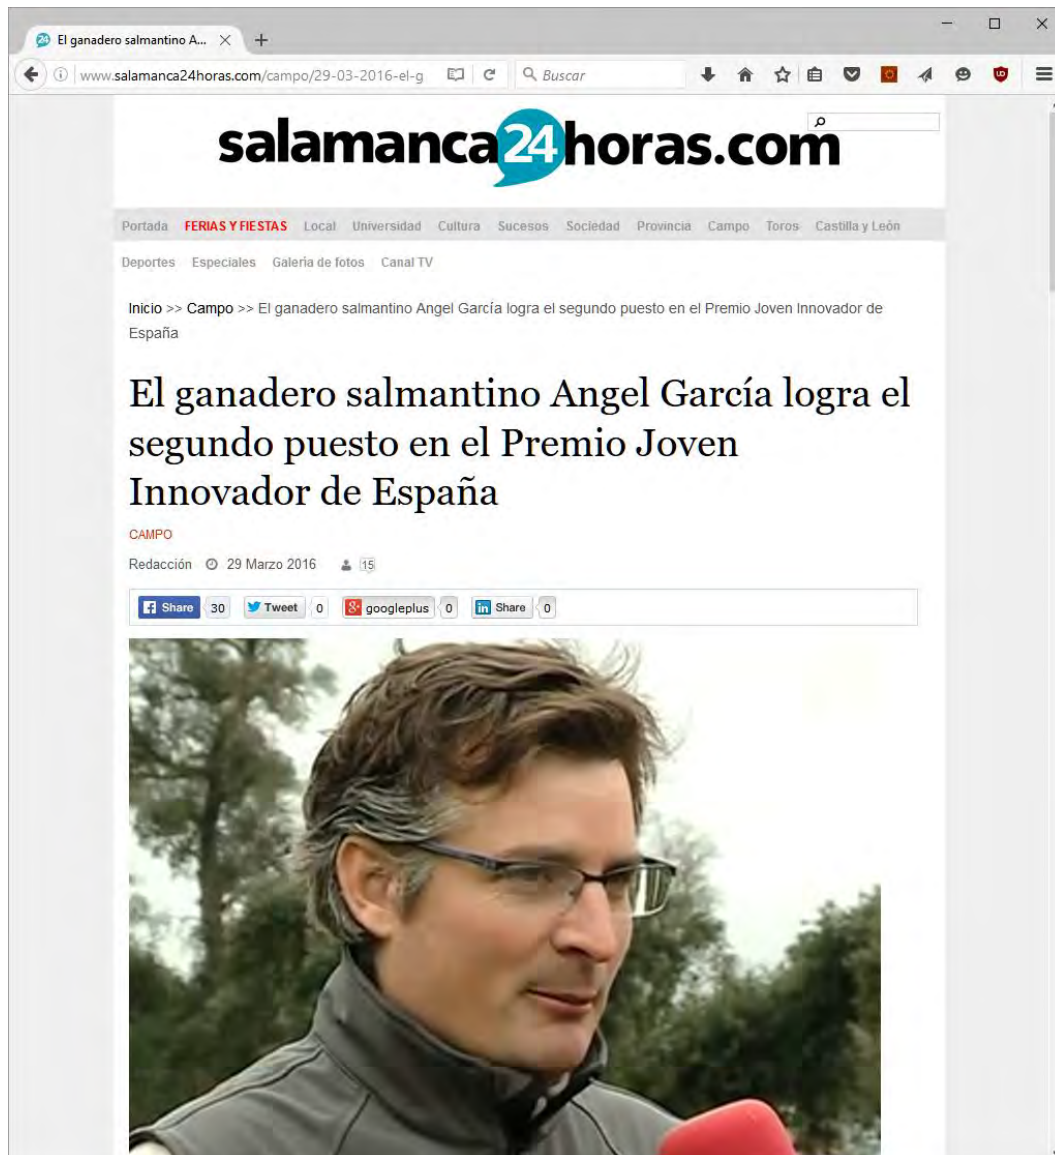 El ganadero salmantino A...
www.salamanca24horas.com/campo/29-03-2016-el-g
Buscar
salamanca24horas.com
Portada FERIAS Y FIESTAS Local Universidad Cultura Sucesos Sociedad Provincia Campo Toros Castilla y León
Deportes Especiales Galería de fotos Canal TV
Inicio >> Campo >> El ganadero salmantino Angel García logra el segundo puesto en el Premio Joven Innovador de
España
El ganadero salmantino Angel García logra el
segundo puesto en el Premio Joven
Innovador de España
CAMPO
Redacción 29 Marzo 2016 15
Share 30 Tweet 0 googleplus 0 Share 0